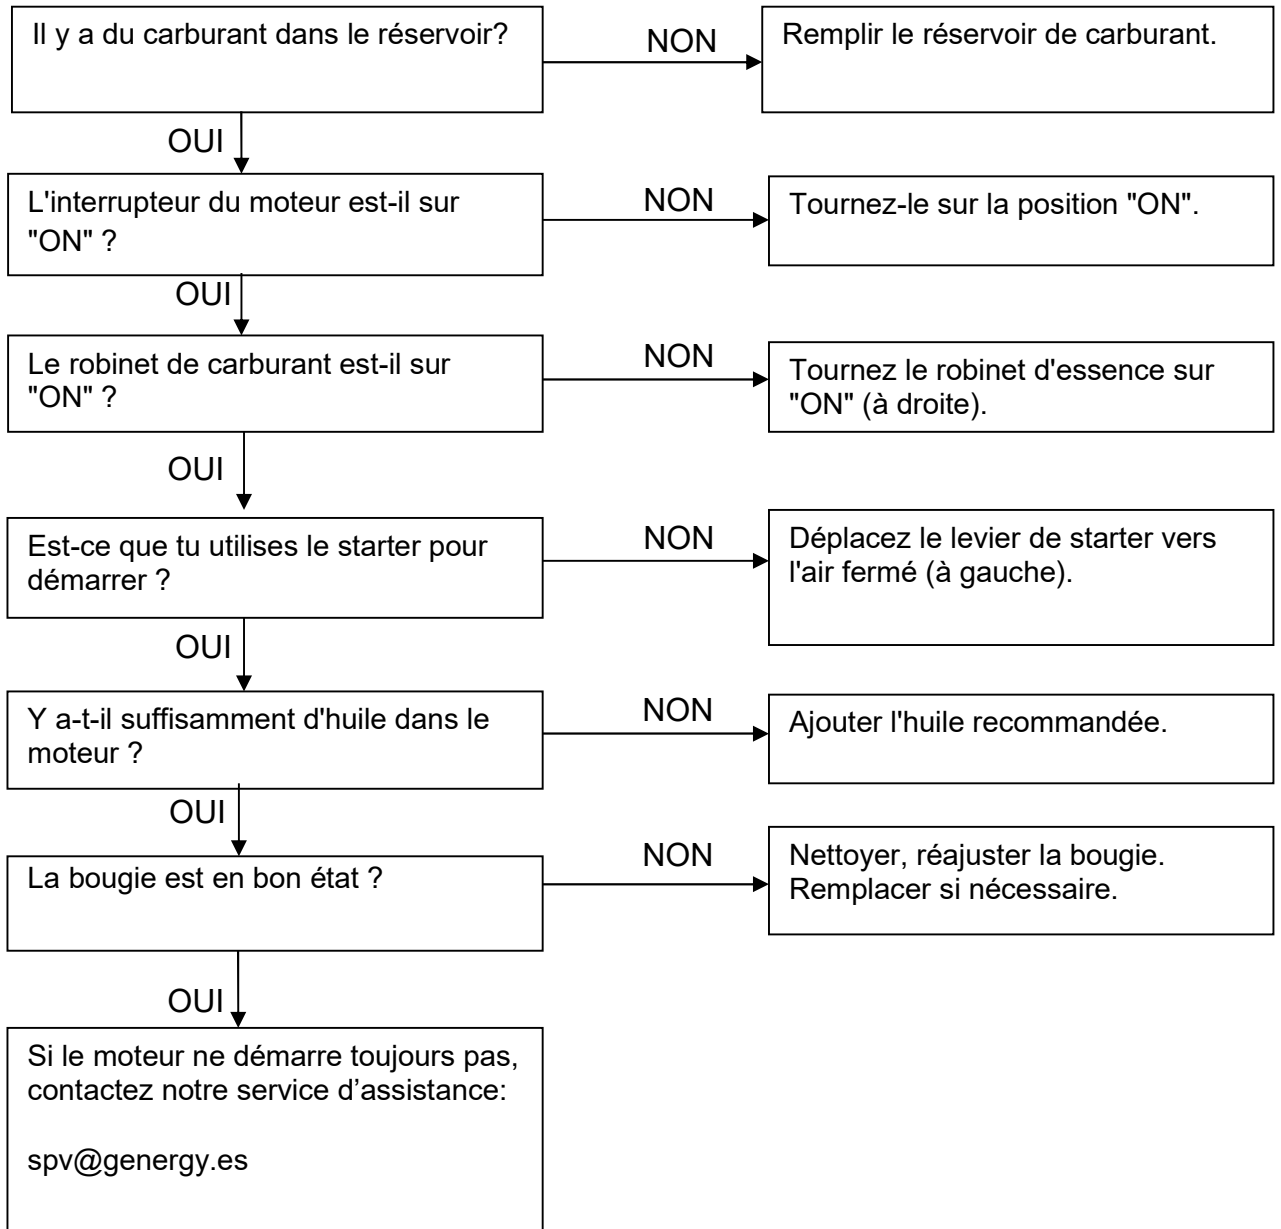 Il y a du carburant dans le réservoir?
NON
Remplir le réservoir de carburant.
OUI
L'interrupteur du moteur est-il sur
"ON" ?
NON
Tournez-le sur la position "ON".
OUI
Le robinet de carburant est-il sur
"ON" ?
NON
Tournez le robinet d'essence sur
"ON" (à droite).
OUI
Est-ce que tu utilises le starter pour
démarrer ?
NON
Déplacez le levier de starter vers
l'air fermé (à gauche).
OUI
Y a-t-il suffisamment d'huile dans le
moteur ?
NON
Ajouter l'huile recommandée.
OUI
La bougie est en bon état ?
NON
Nettoyer, réajuster la bougie.
Remplacer si nécessaire.
OUI
Si le moteur ne démarre toujours pas,
contactez notre service d’assistance:
spv@genergy.es